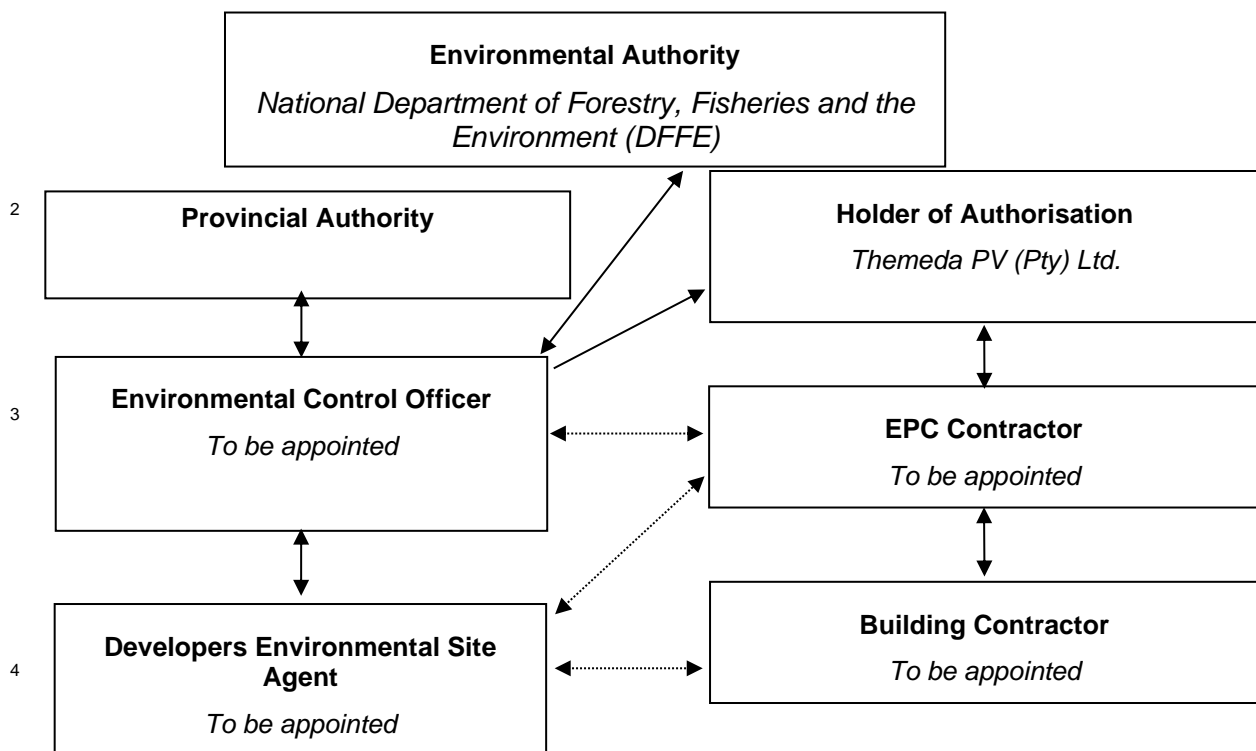 Environmental Authority
National Department of Forestry, Fisheries and the
Environment (DFFE)
2
Provincial Authority
Holder of Authorisation
Themeda PV (Pty) Ltd.
3
Environmental Control Officer
To be appointed
EPC Contractor
To be appointed
4
Developers Environmental Site
Agent
To be appointed
Building Contractor
To be appointed